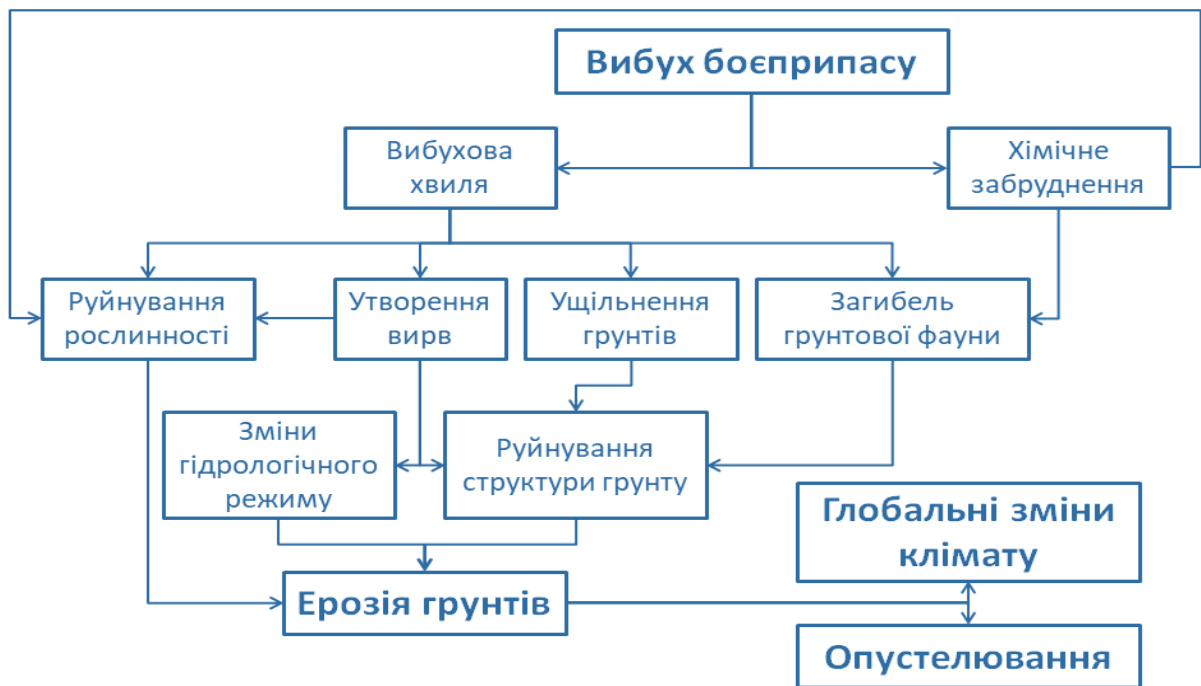 Вибух боєприпасу
Вибухова
хвиля
Хімічне
забруднення
Руйнування
рослинності
Утворення
вирв
Ущільнення
грунтів
Загибель
грунтової фауни
Зміни
гідрологічного
режиму
Руйнування
структури грунту
Глобальні зміни
клімату
Ерозія грунтів
Опустелювання